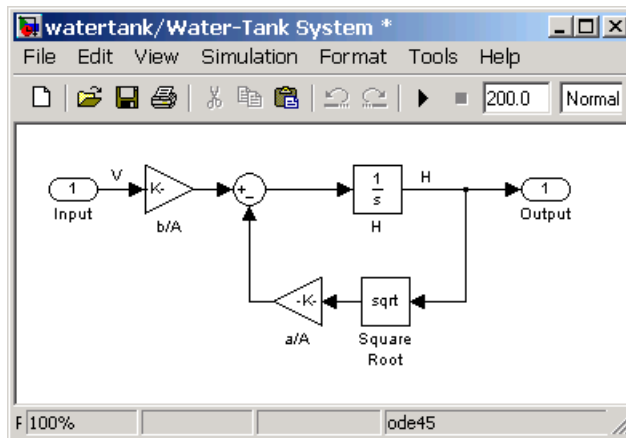 watertank/Water-Tank System *
File Edit View Simulation Format Tools Help
200.0 Normal
V
1
K-
+
-
1
s
H
1
Input
b/A
H
Output
-K-
sqrt
a/A
Square
Root
F 100% ode45